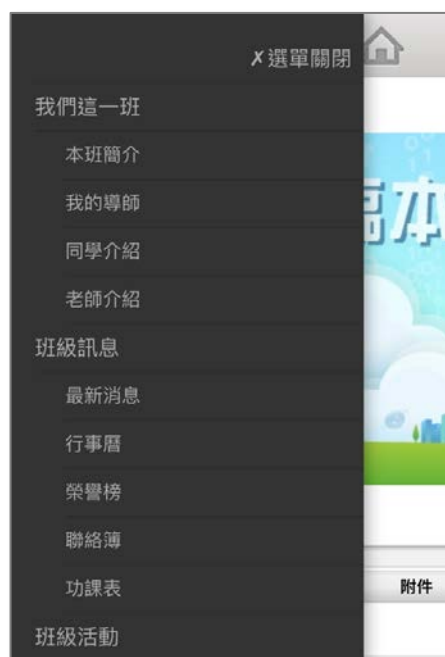 ✗選單關閉
我們這一班
本班簡介
我的導師
同學介紹
老師介紹
班級訊息
最新消息
行事曆
榮譽榜
聯絡簿
功課表
班級活動
本
附件